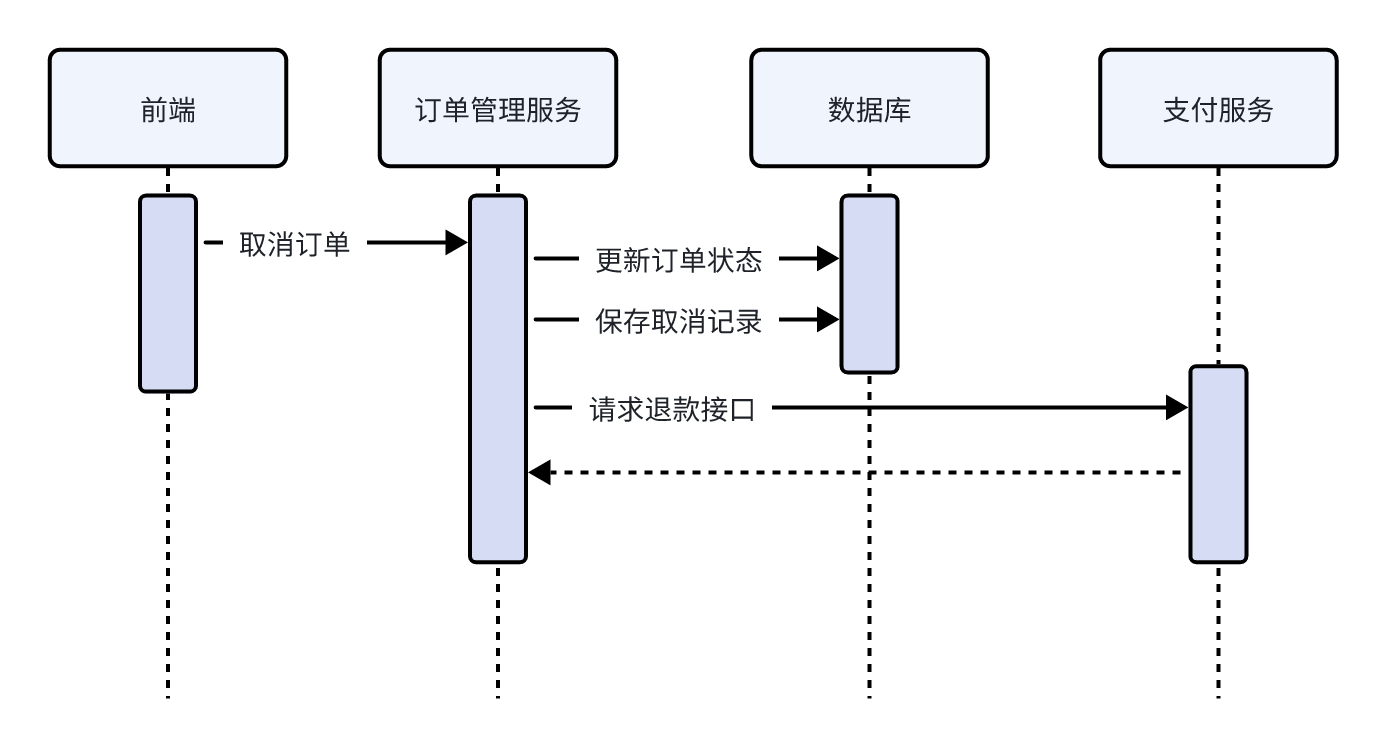 前端
订单管理服务
数据库
支付服务
取消订单
更新订单状态
保存取消记录
请求退款接口